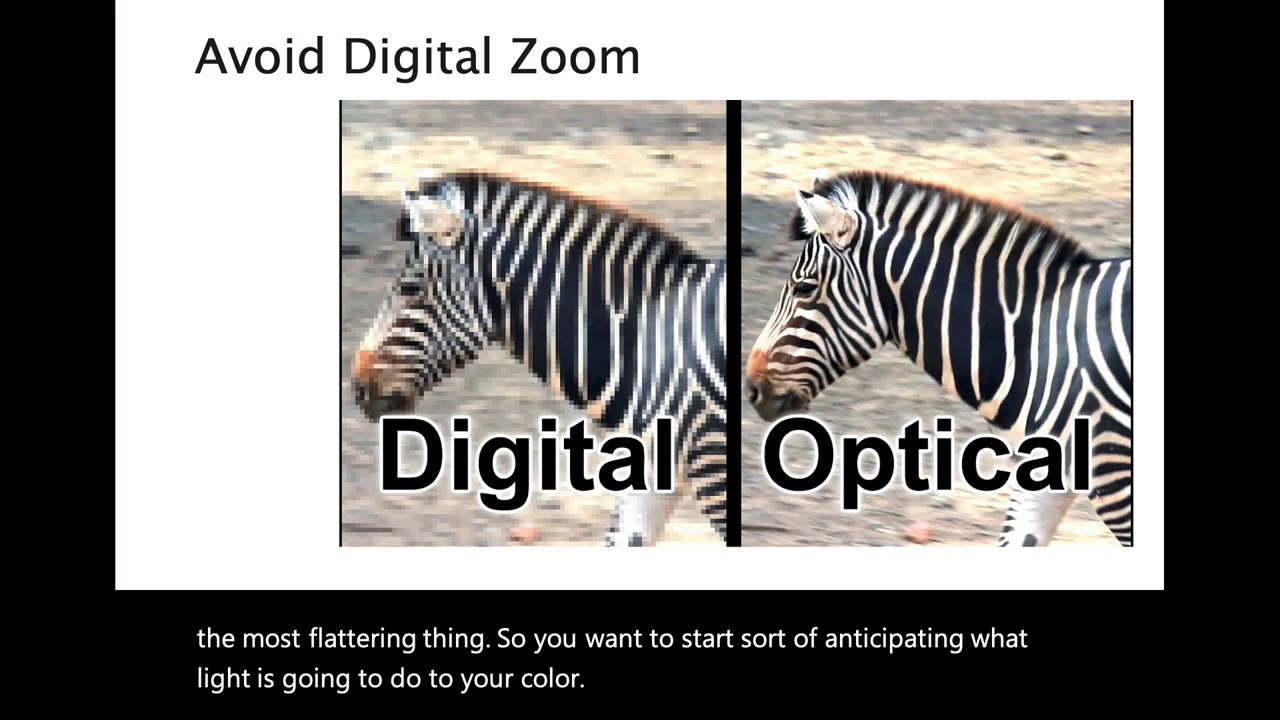 Avoid Digital Zoom
Digital
Optical
the most flattering thing. So you want to start sort of anticipating what
light is going to do to your color.